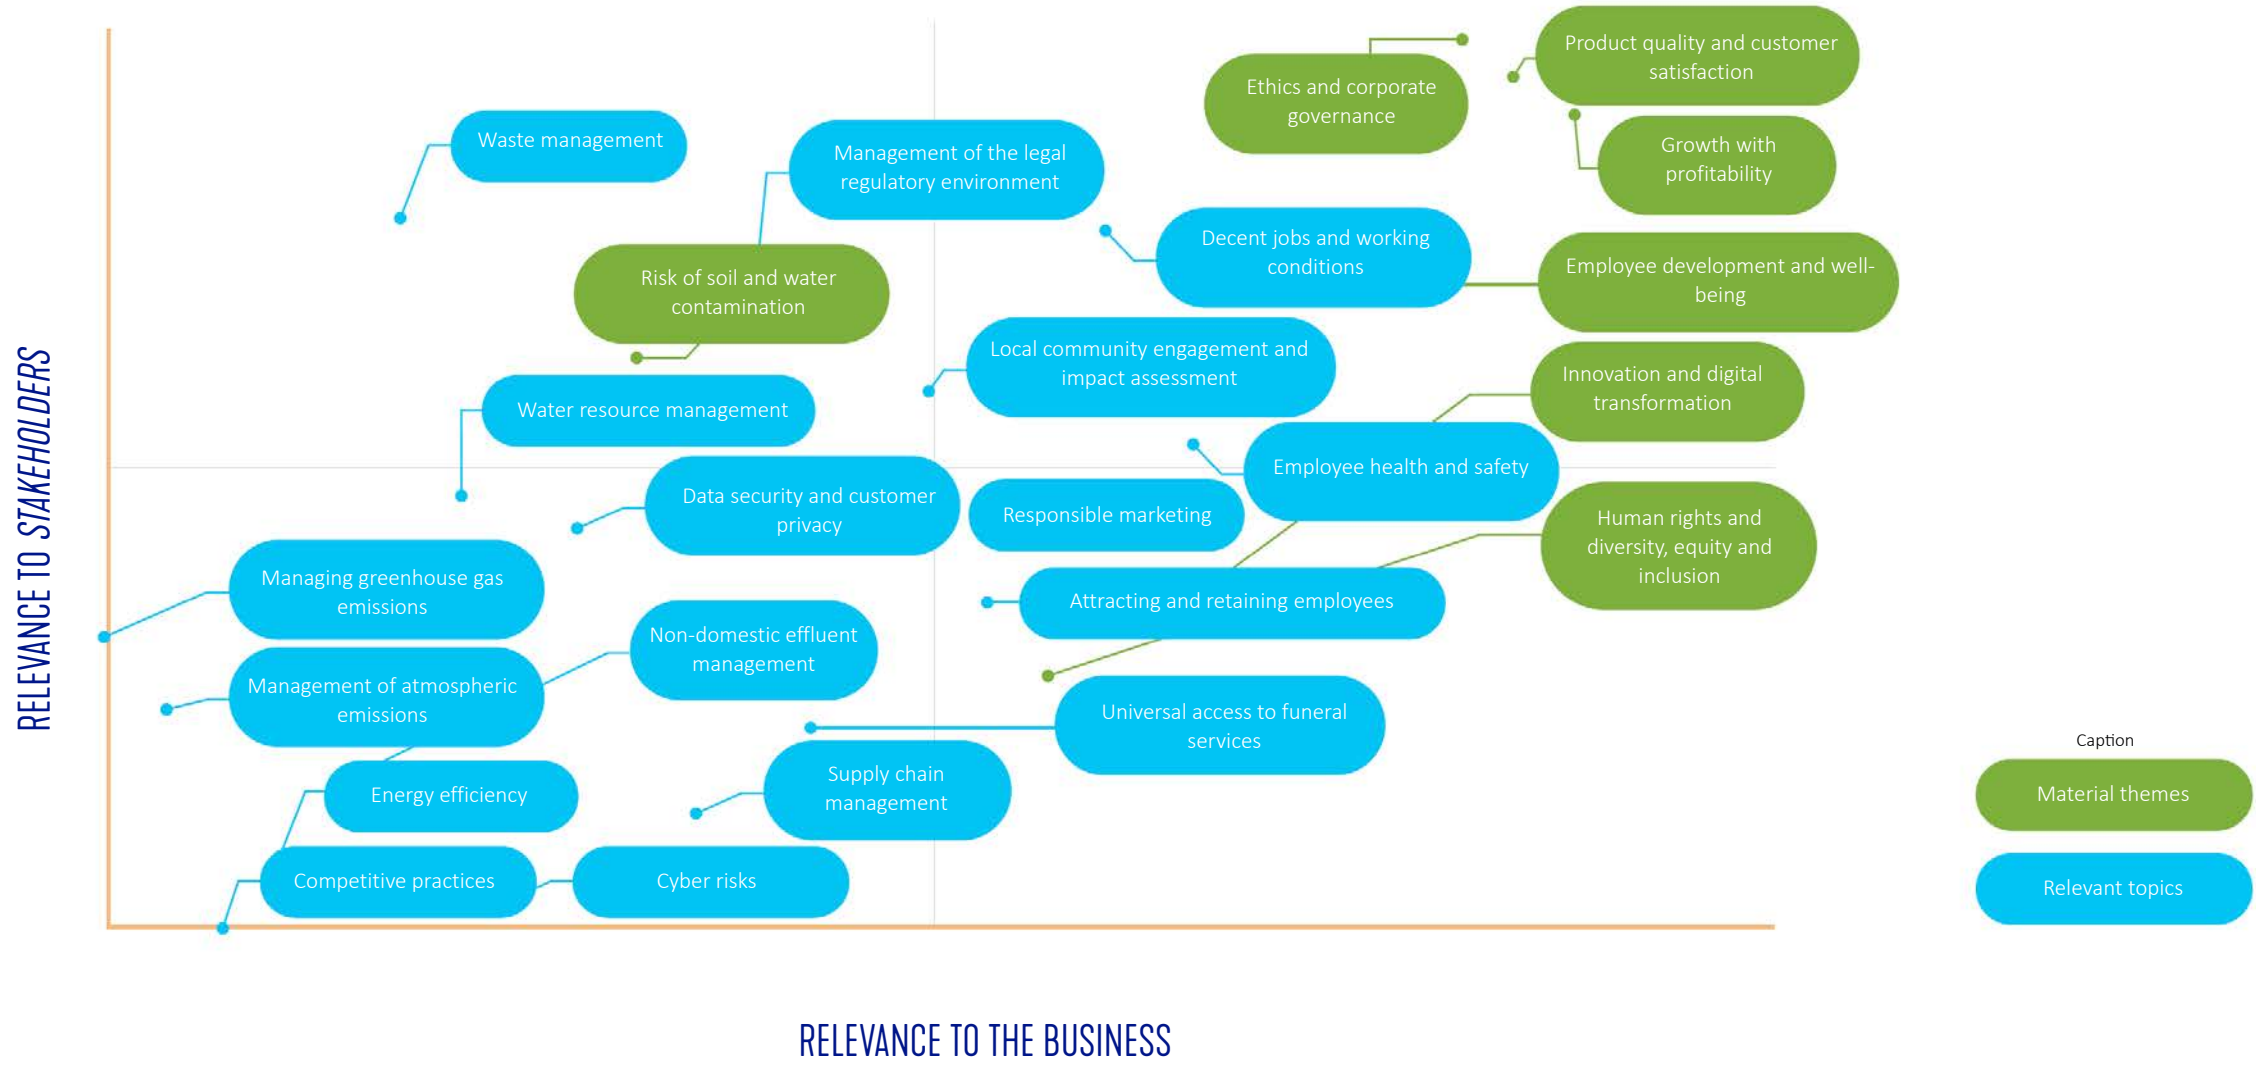 RELEVANCE TO STAKEHOLDERS
Product quality and customer
satisfaction
Ethics and corporate
governance
Waste management
Management of the legal
regulatory environment
Growth with
profitability
Decent jobs and working
conditions
Employee development and well-
being
Risk of soil and water
contamination
Local community engagement and
impact assessment
Innovation and digital
transformation
Water resource management
Employee health and safety
Data security and customer
privacy
Responsible marketing
Human rights and
diversity, equity and
inclusion
Managing greenhouse gas
emissions
Attracting and retaining employees
Non-domestic effluent
management
Management of atmospheric
emissions
Universal access to funeral
services
Supply chain
management
Energy efficiency
Competitive practices
Cyber risks
Caption
Material themes
Relevant topics
RELEVANCE TO THE BUSINESS